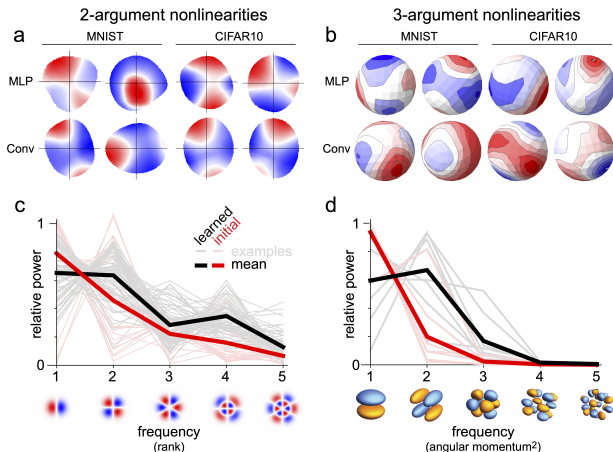 2-argument nonlinearities
3-argument nonlinearities
a
MNIST
CIFAR10
b
MNIST
CIFAR10
MLP
MLP
Conv
Conv
c
1
relative power
0
learned
initial
examples
mean
1
2
3
4
5
frequency
(rank)
d
1
relative power
0
1
2
3
4
5
frequency
(angular momentum²)